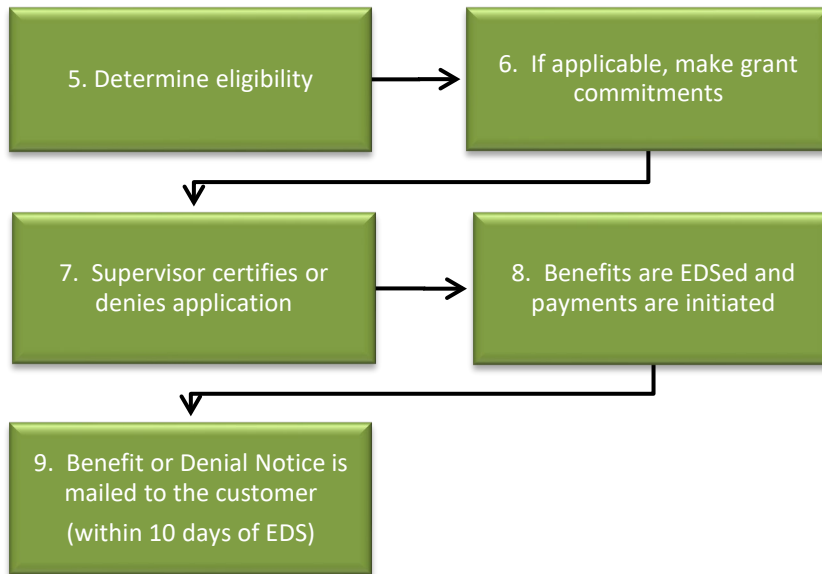 5. Determine eligibility
6. If applicable, make grant
commitments
7. Supervisor certifies or
denies application
8. Benefits are EDSed and
payments are initiated
9. Benefit or Denial Notice is
mailed to the customer
(within 10 days of EDS)